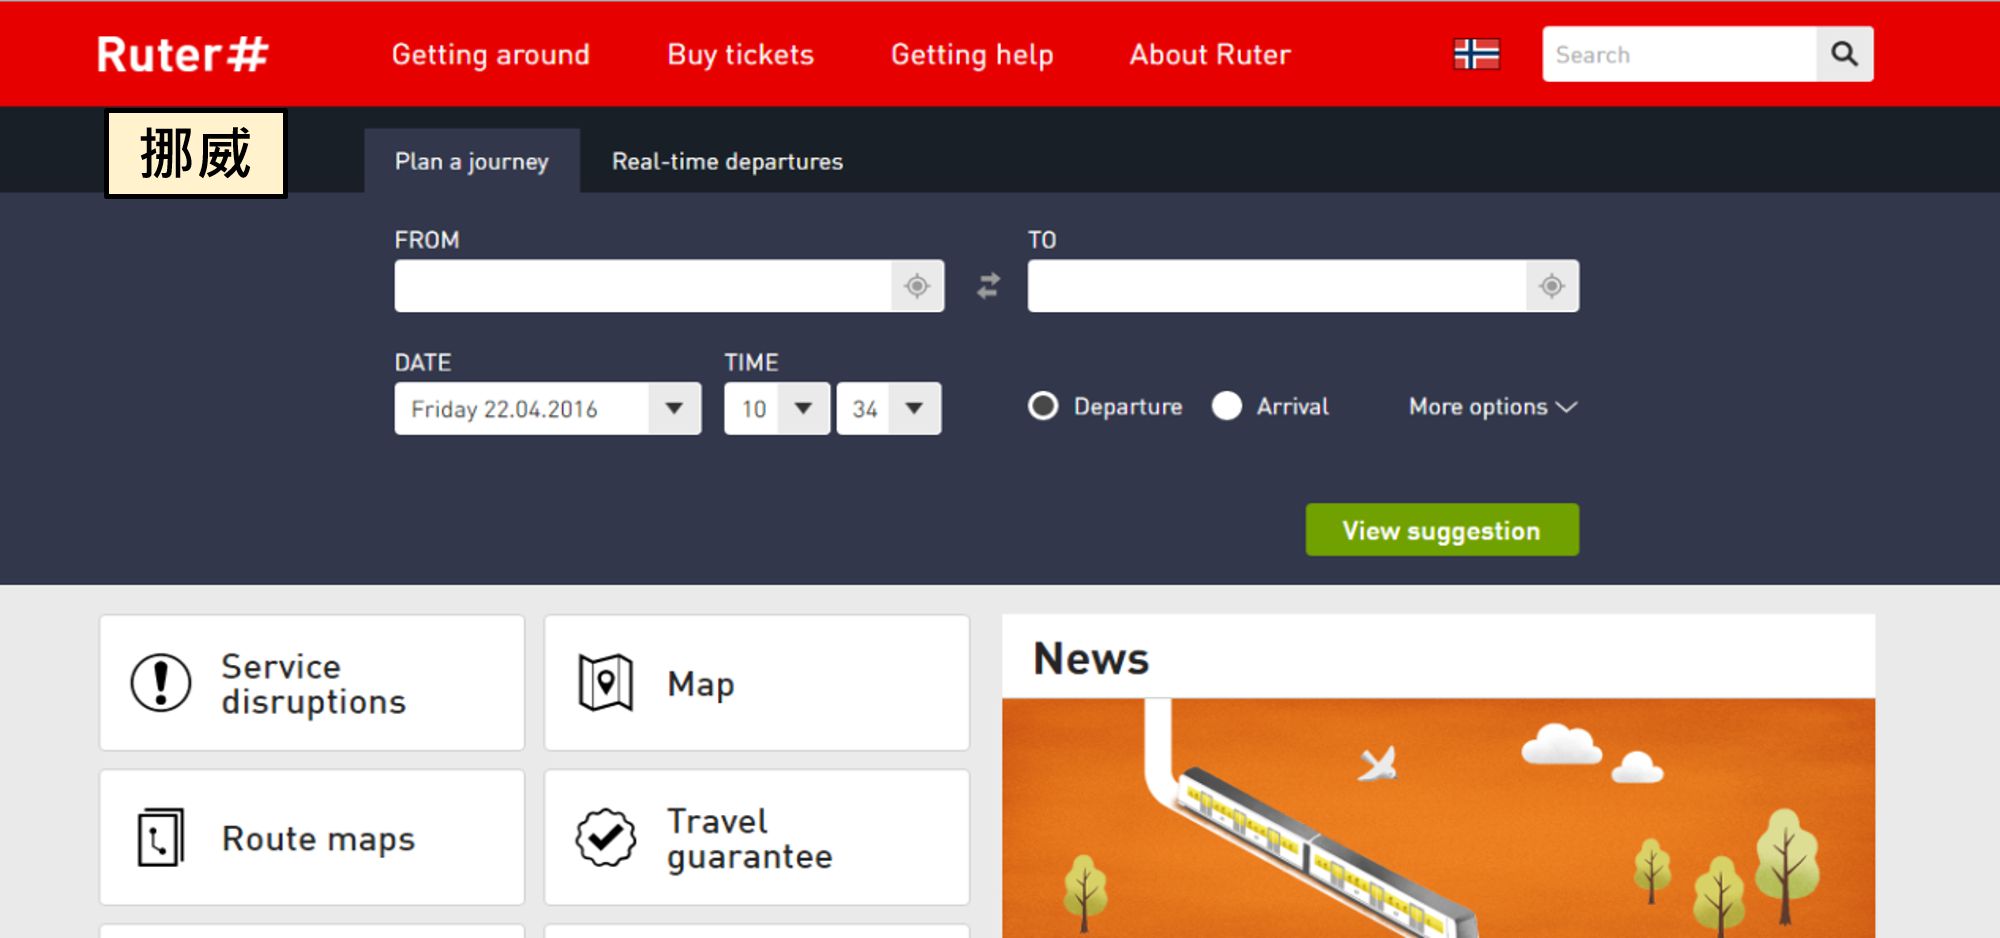 Ruter#
Getting around
Buy tickets
Getting help
About Ruter
Search
挪威
Plan a journey
Real-time departures
FROM
TO
DATE
TIME
Friday 22.04.2016
10
34
Departure
Arrival
More options
View suggestion
Service
disruptions
Map
Route maps
Travel
guarantee
News